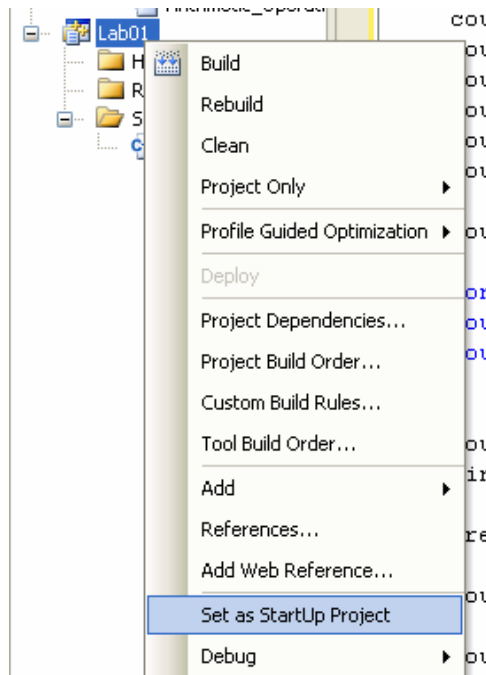 Lab01
H
R
S
Build
Rebuild
Clean
Project Only
Profile Guided Optimization
Deploy
Project Dependencies...
Project Build Order...
Custom Build Rules...
Tool Build Order...
Add
References...
Add Web Reference...
Set as StartUp Project
Debug